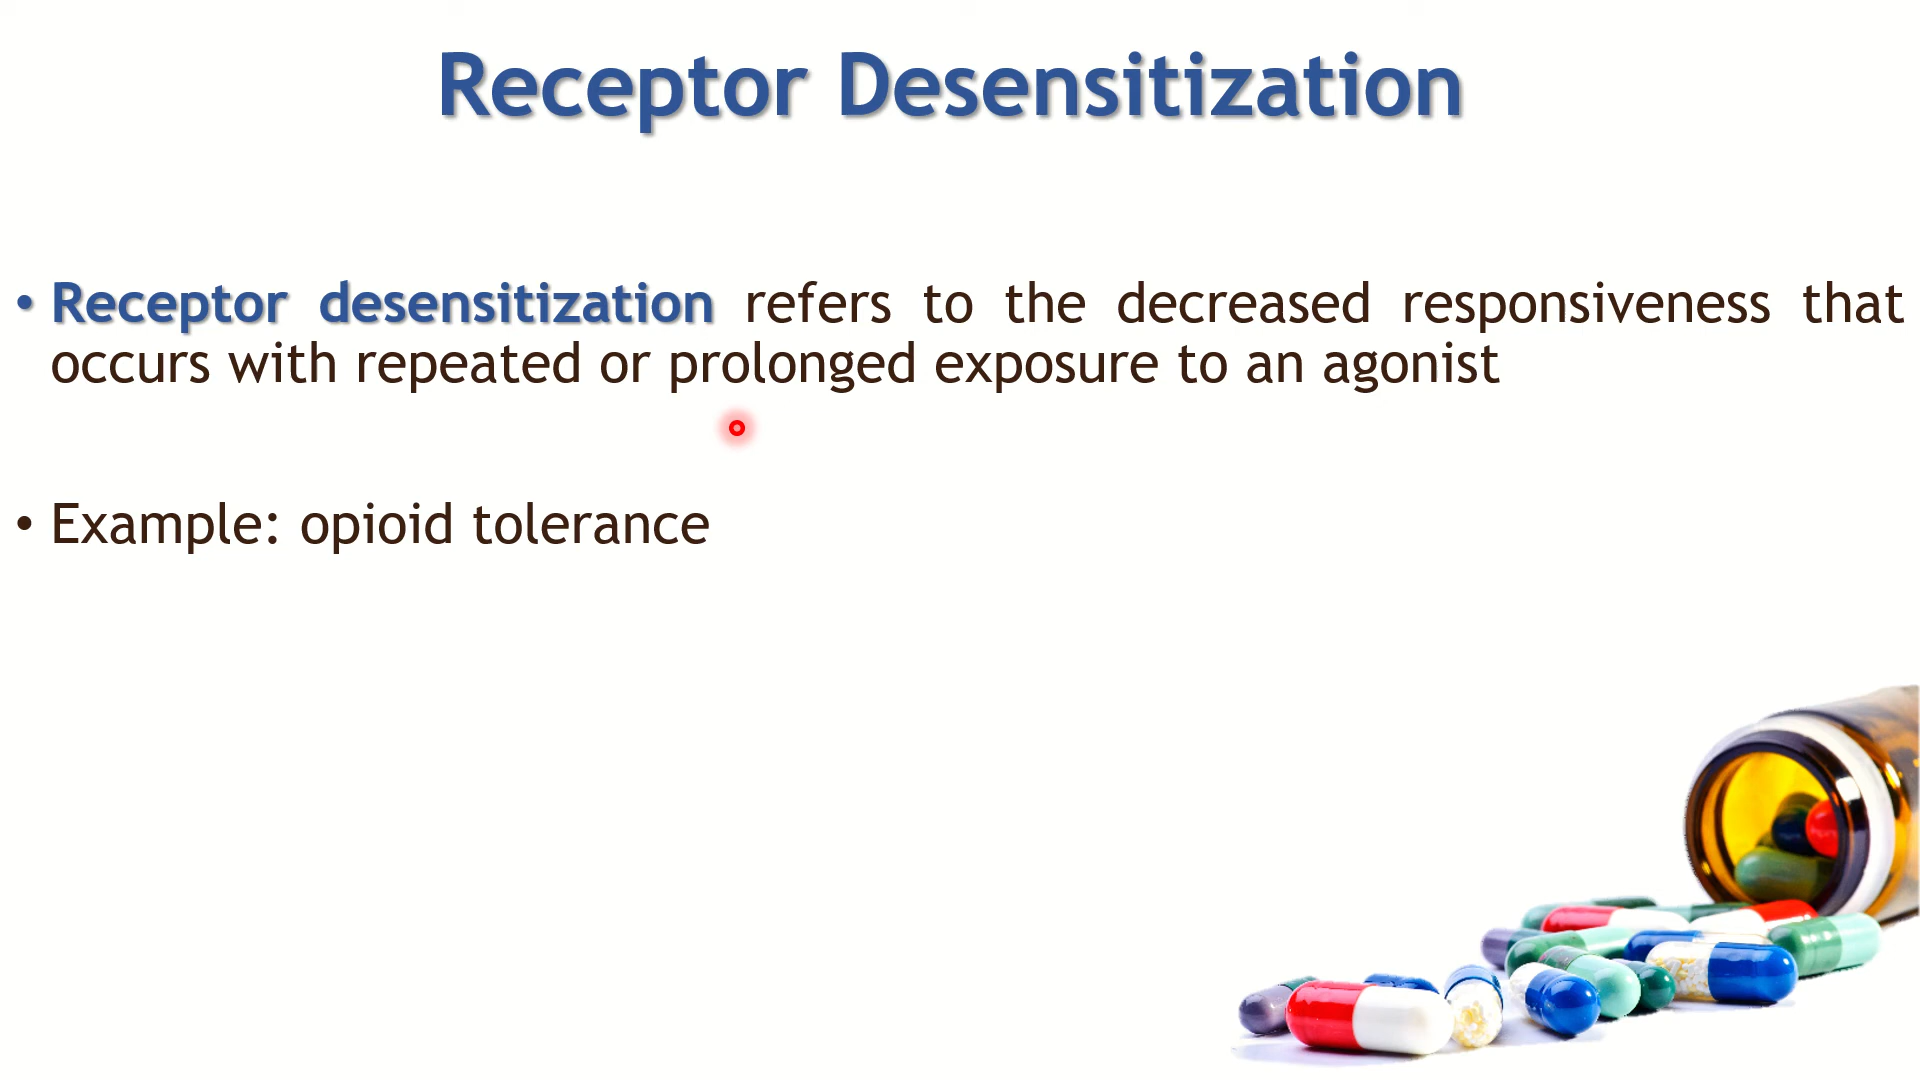 Receptor Desensitization
• Receptor desensitization refers to the decreased responsiveness that
occurs with repeated or prolonged exposure to an agonist
• Example: opioid tolerance